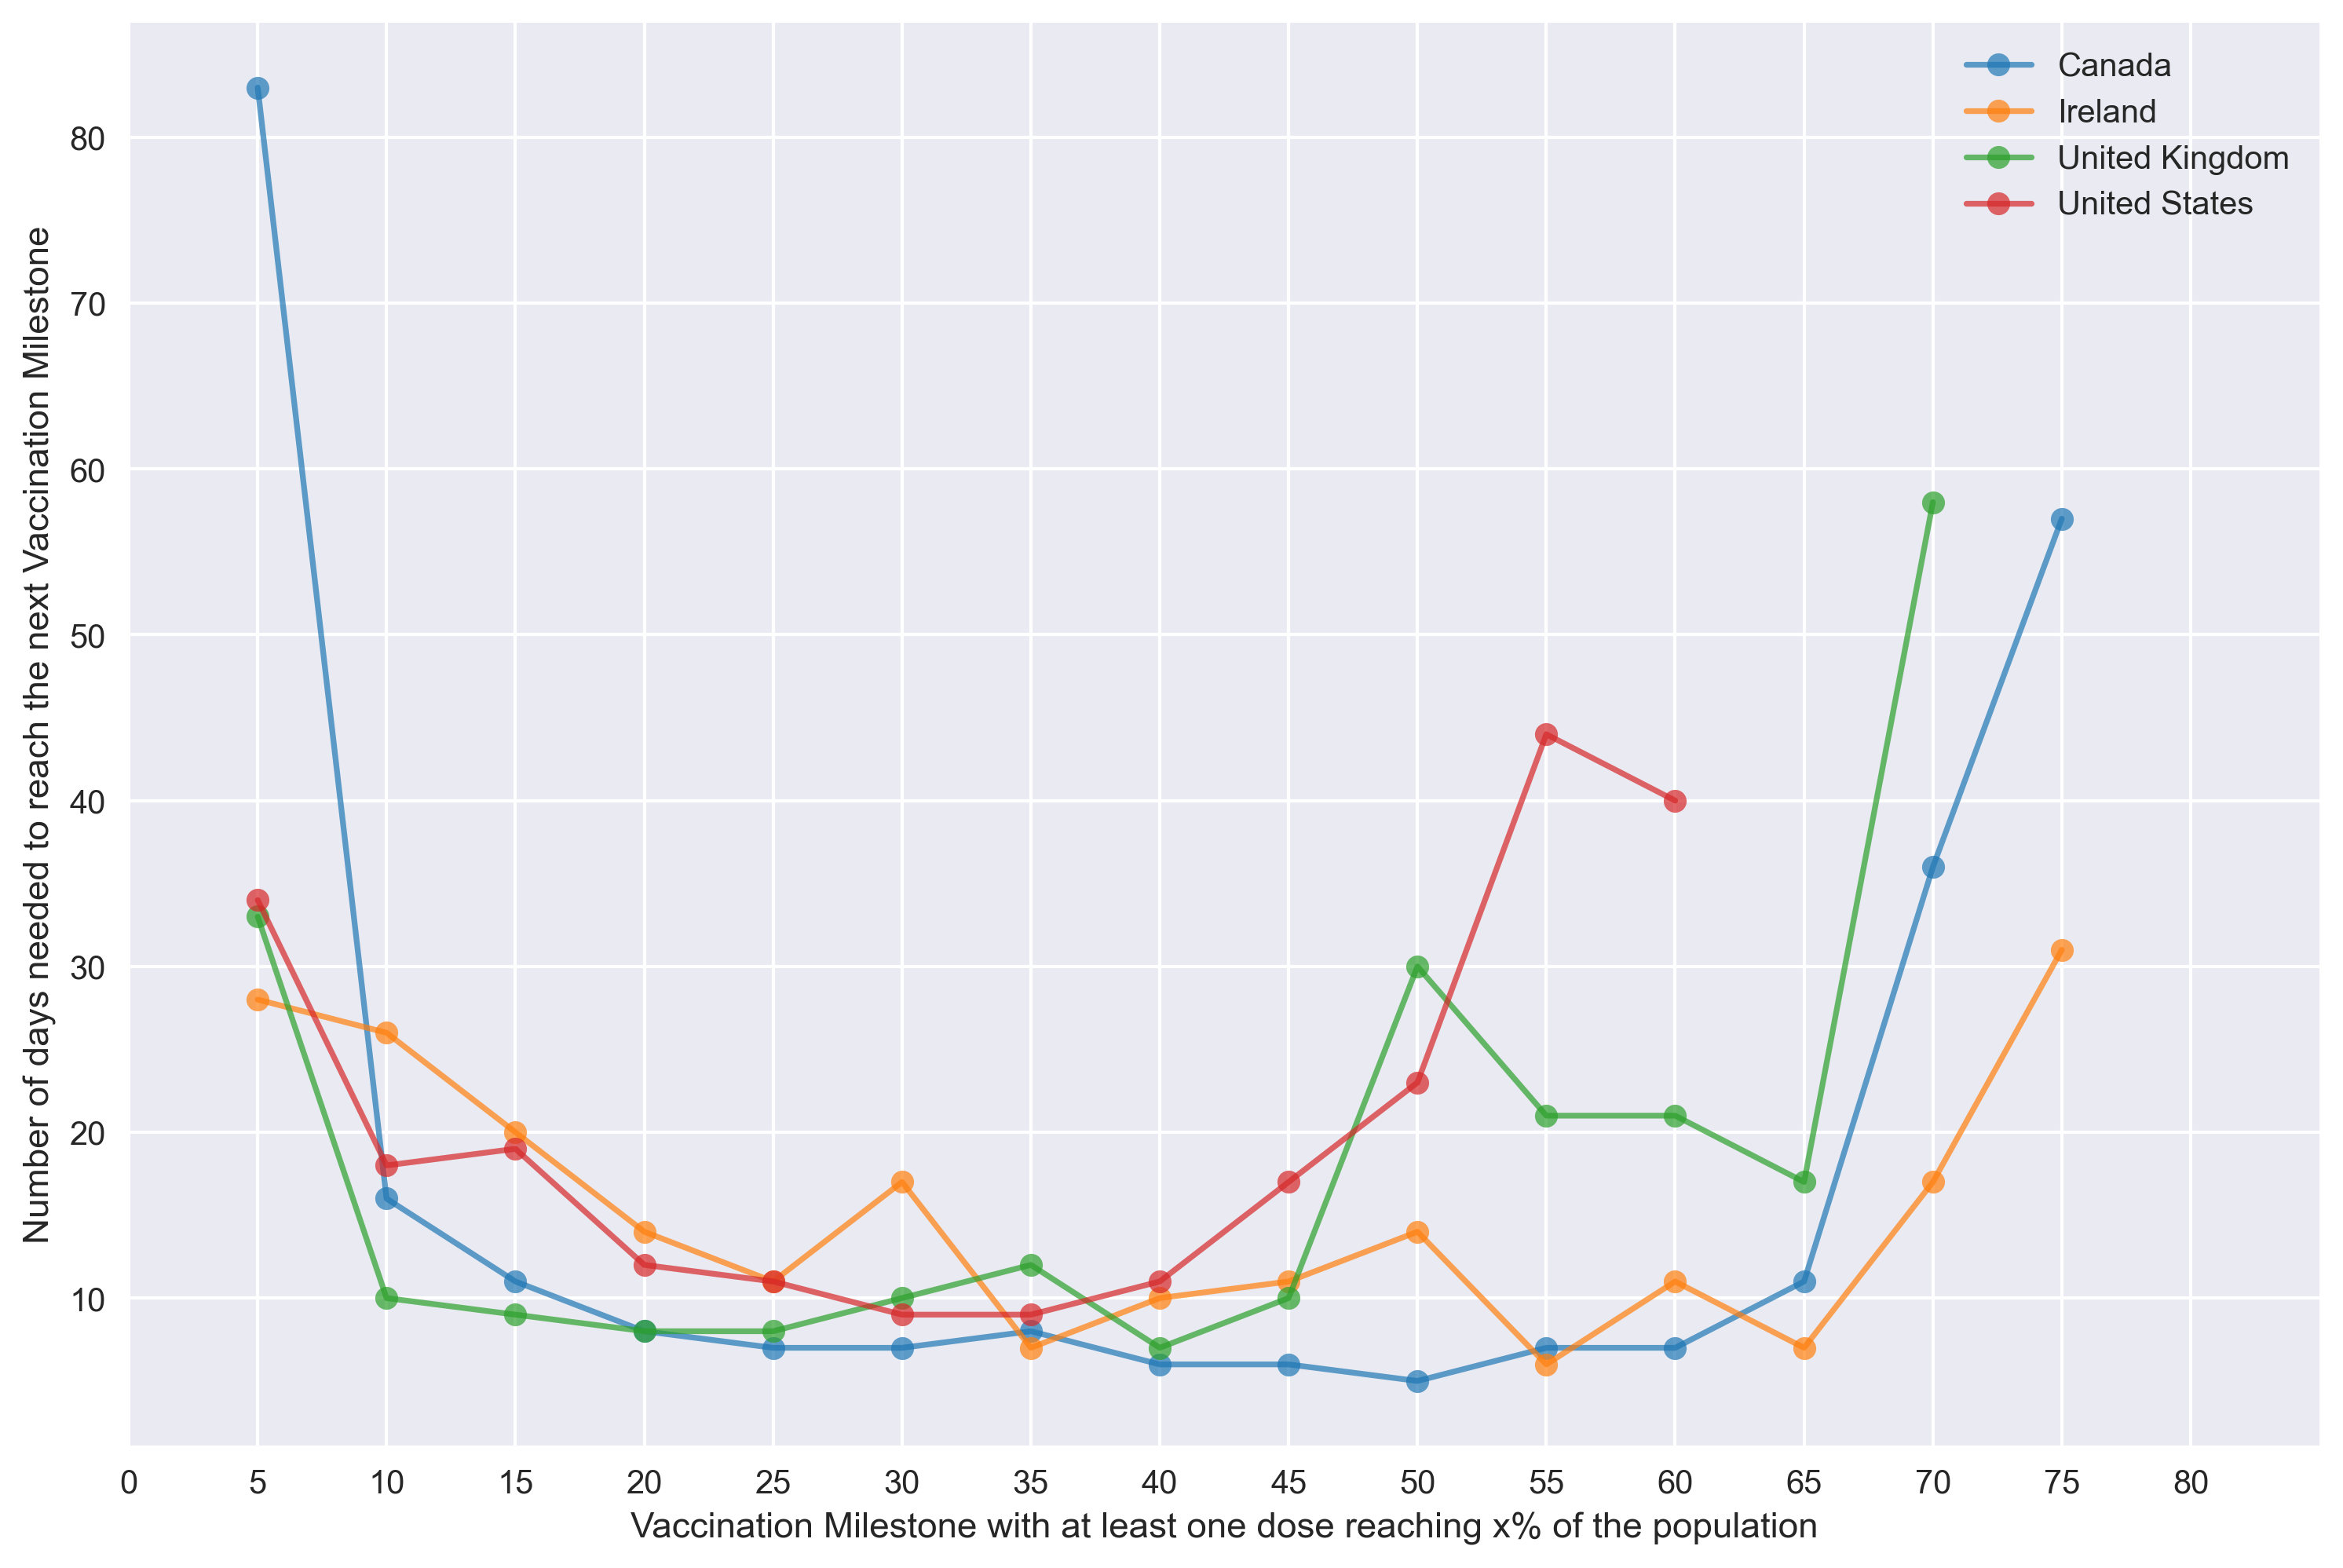 Canada
Ireland
United Kingdom
United States
Number of days needed to reach the next Vaccination Milestone
80
70
60
50
40
30
20
10
0 5 10 15 20 25 30 35 40 45 50 55 60 65 70 75 80
Vaccination Milestone with at least one dose reaching x% of the population